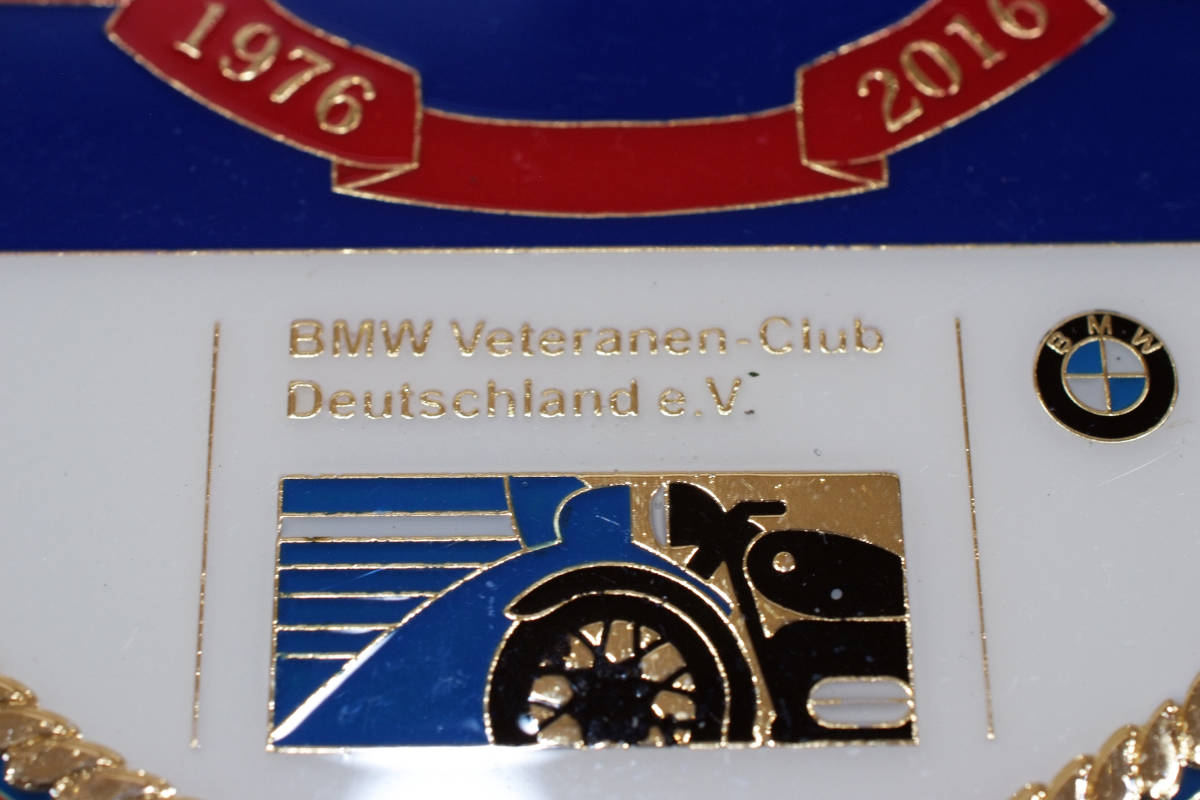 1976
2016
BMW Veteranen-Club
Deutschland e.V.
BMW